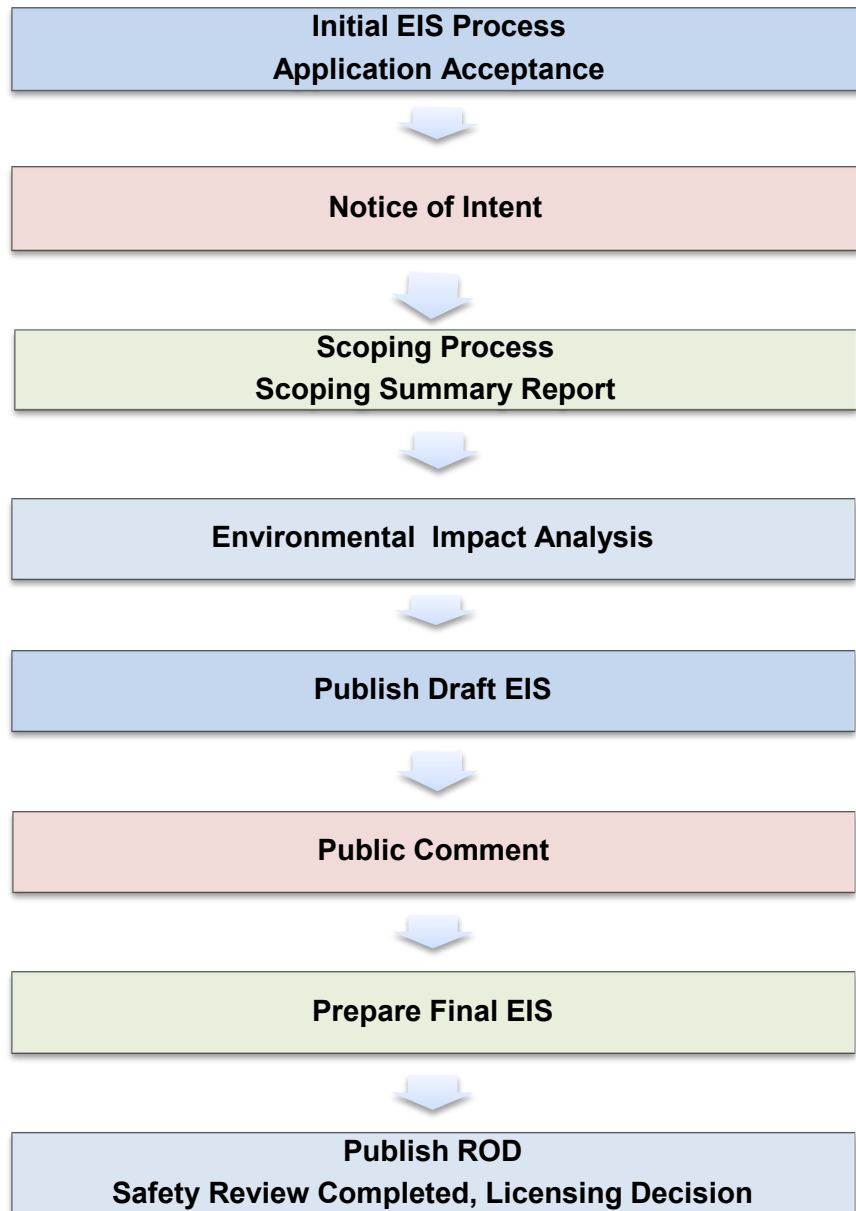 Initial EIS Process
Application Acceptance
Notice of Intent
Scoping Process
Scoping Summary Report
Environmental Impact Analysis
Publish Draft EIS
Public Comment
Prepare Final EIS
Publish ROD
Safety Review Completed, Licensing Decision